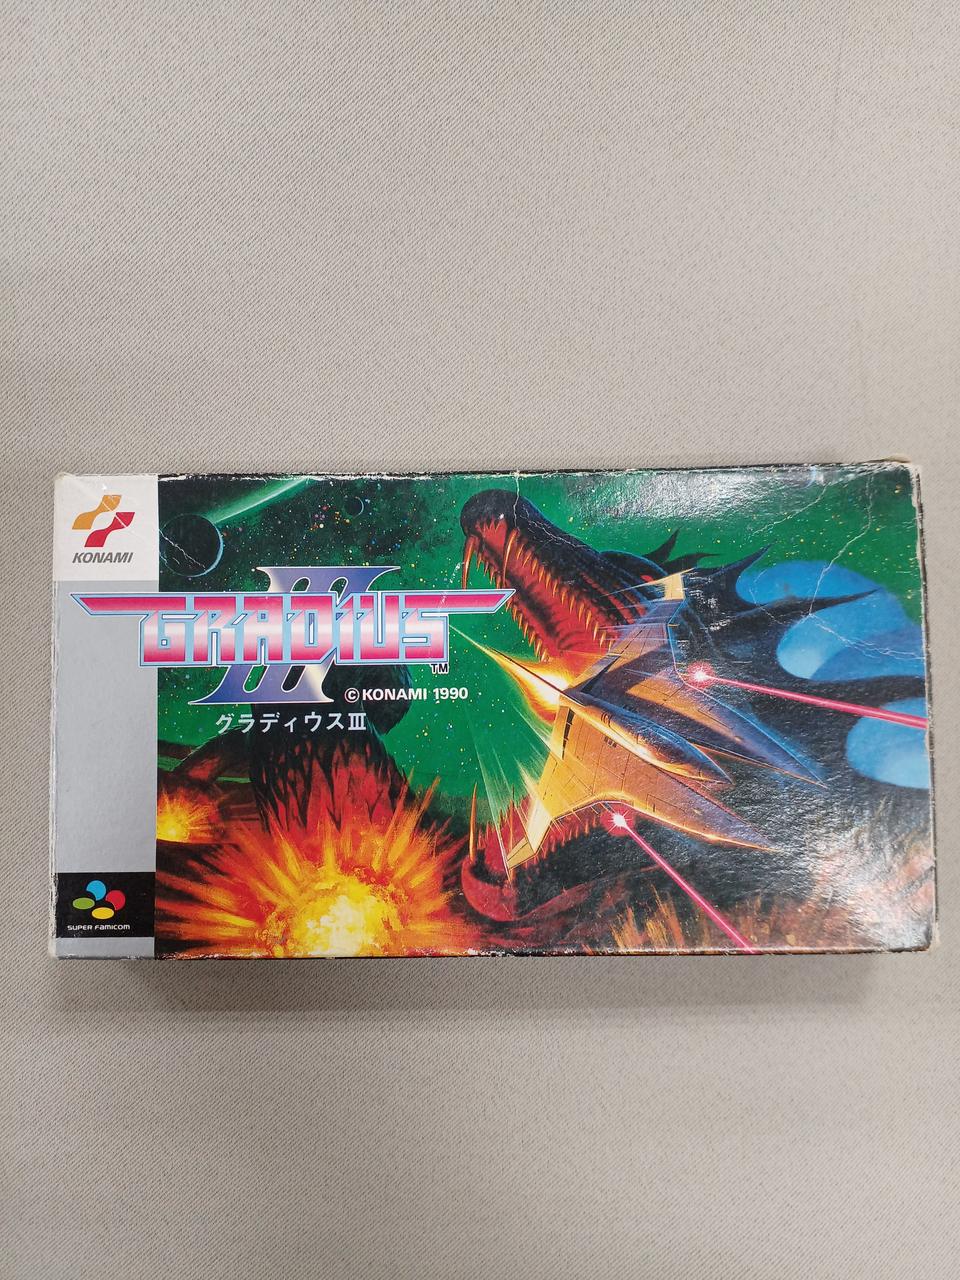 KONAMI
GRADIUS III
TM
© KONAMI 1990
グラディウスIII
SUPER FAMICOM